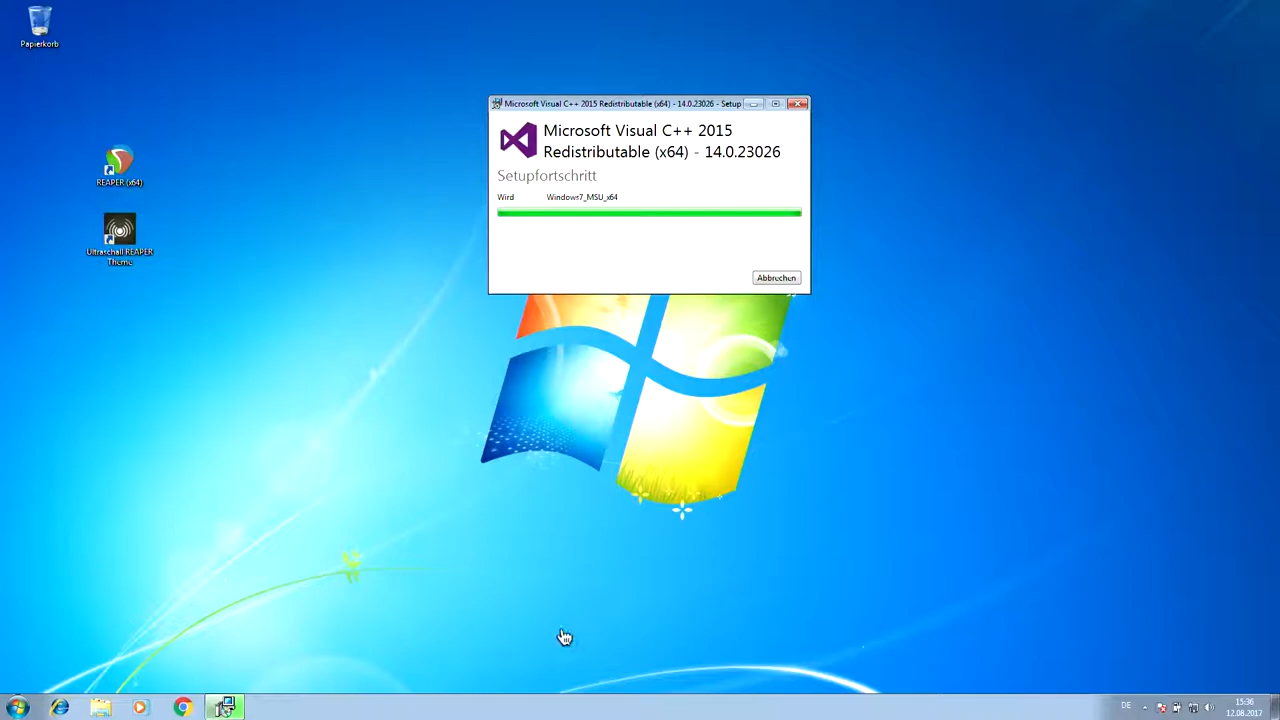 Papierkorb
REAPER (x64)
Ultraschall REAPER
Theme
Microsoft Visual C++ 2015 Redistributable (x64) - 14.0.23026 - Setup
Microsoft Visual C++ 2015
Redistributable (x64) - 14.0.23026
Setupfortschritt
Wird Windows7_MSU_x64
Abbrechen
DE
15:36
12.08.2017